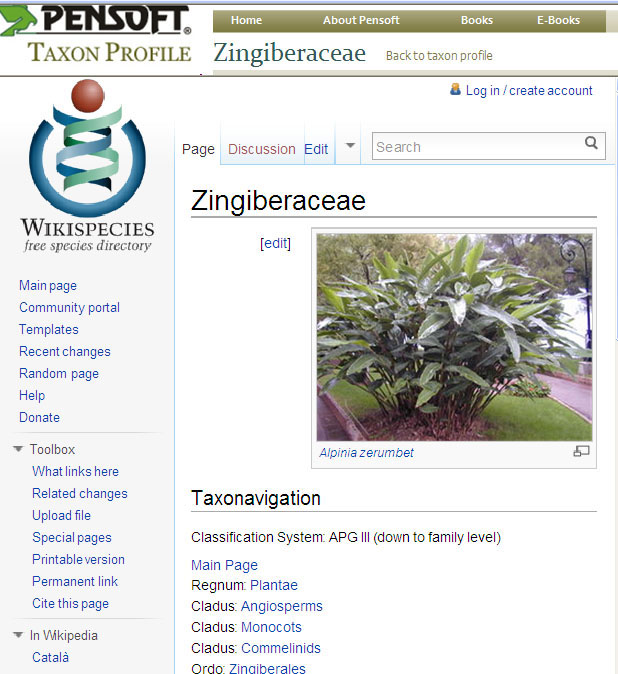 PENSOFT®
Home About Pensoft Books E-Books
TAXON PROFILE
Zingiberaceae Back to taxon profile
Log in / create account
Page Discussion Edit Search
WIKISPECIES
free species directory
Zingiberaceae
[edit]
Main page
Community portal
Templates
Recent changes
Random page
Help
Donate
Toolbox
What links here
Related changes
Upload file
Special pages
Printable version
Permanent link
Cite this page
In Wikipedia
Català
Alpinia zerumbet
Taxonavigation
Classification System: APG III (down to family level)
Main Page
Regnum: Plantae
Cladus: Angiosperms
Cladus: Monocots
Cladus: Commelinids
Ordo: Zingiberales